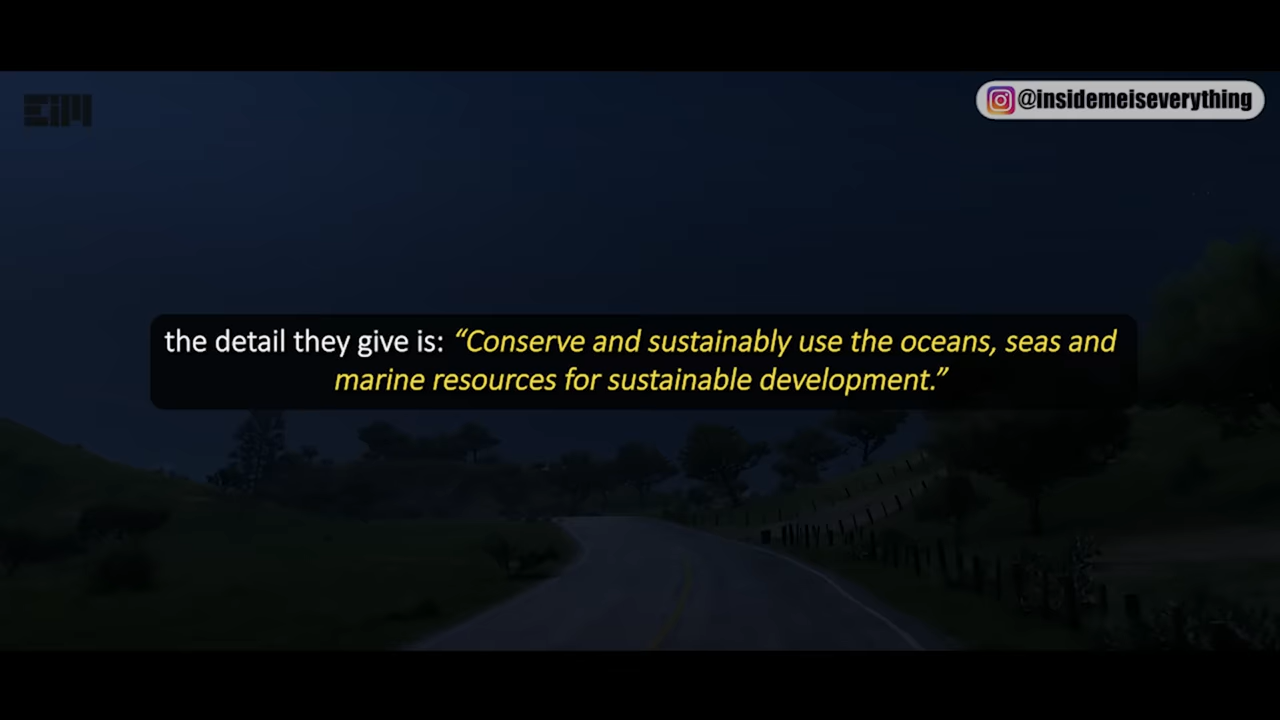 EiM
@insidemeiseverything
the detail they give is: “Conserve and sustainably use the oceans, seas and
marine resources for sustainable development.”